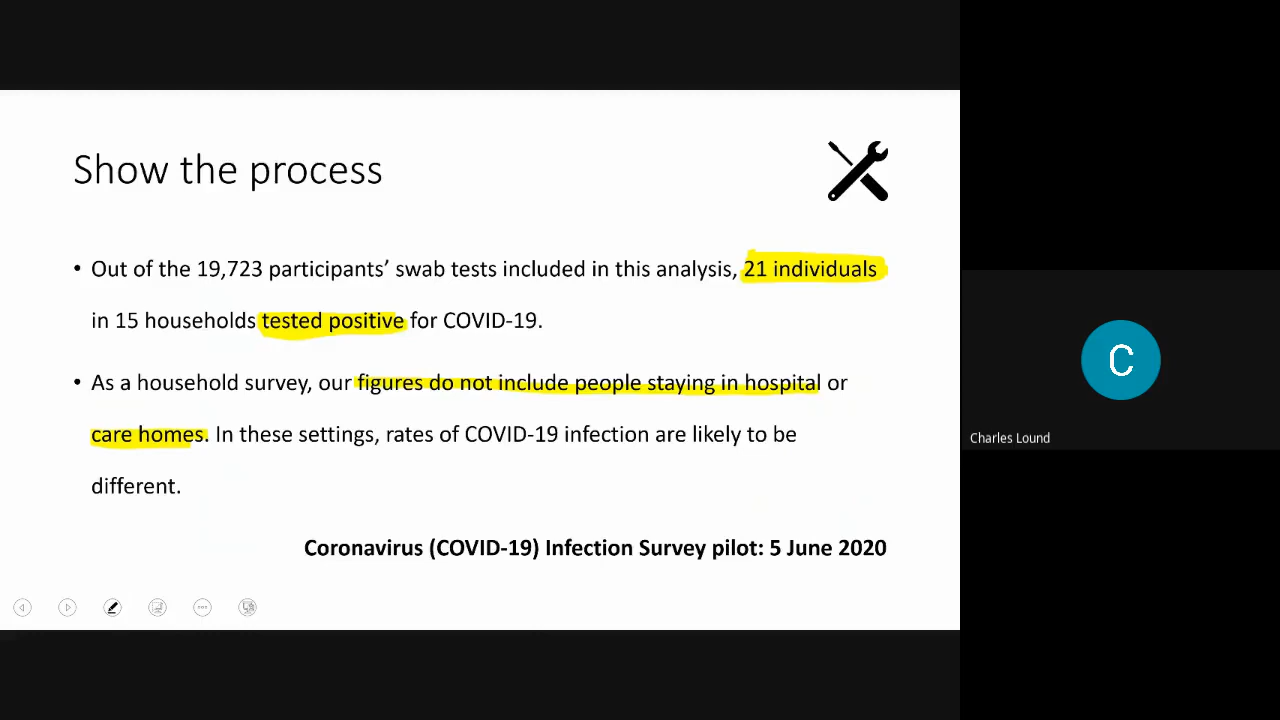 Show the process
• Out of the 19,723 participants’ swab tests included in this analysis, 21 individuals
in 15 households tested positive for COVID-19.
• As a household survey, our figures do not include people staying in hospital or
care homes. In these settings, rates of COVID-19 infection are likely to be
different.
Coronavirus (COVID-19) Infection Survey pilot: 5 June 2020
C
Charles Lound